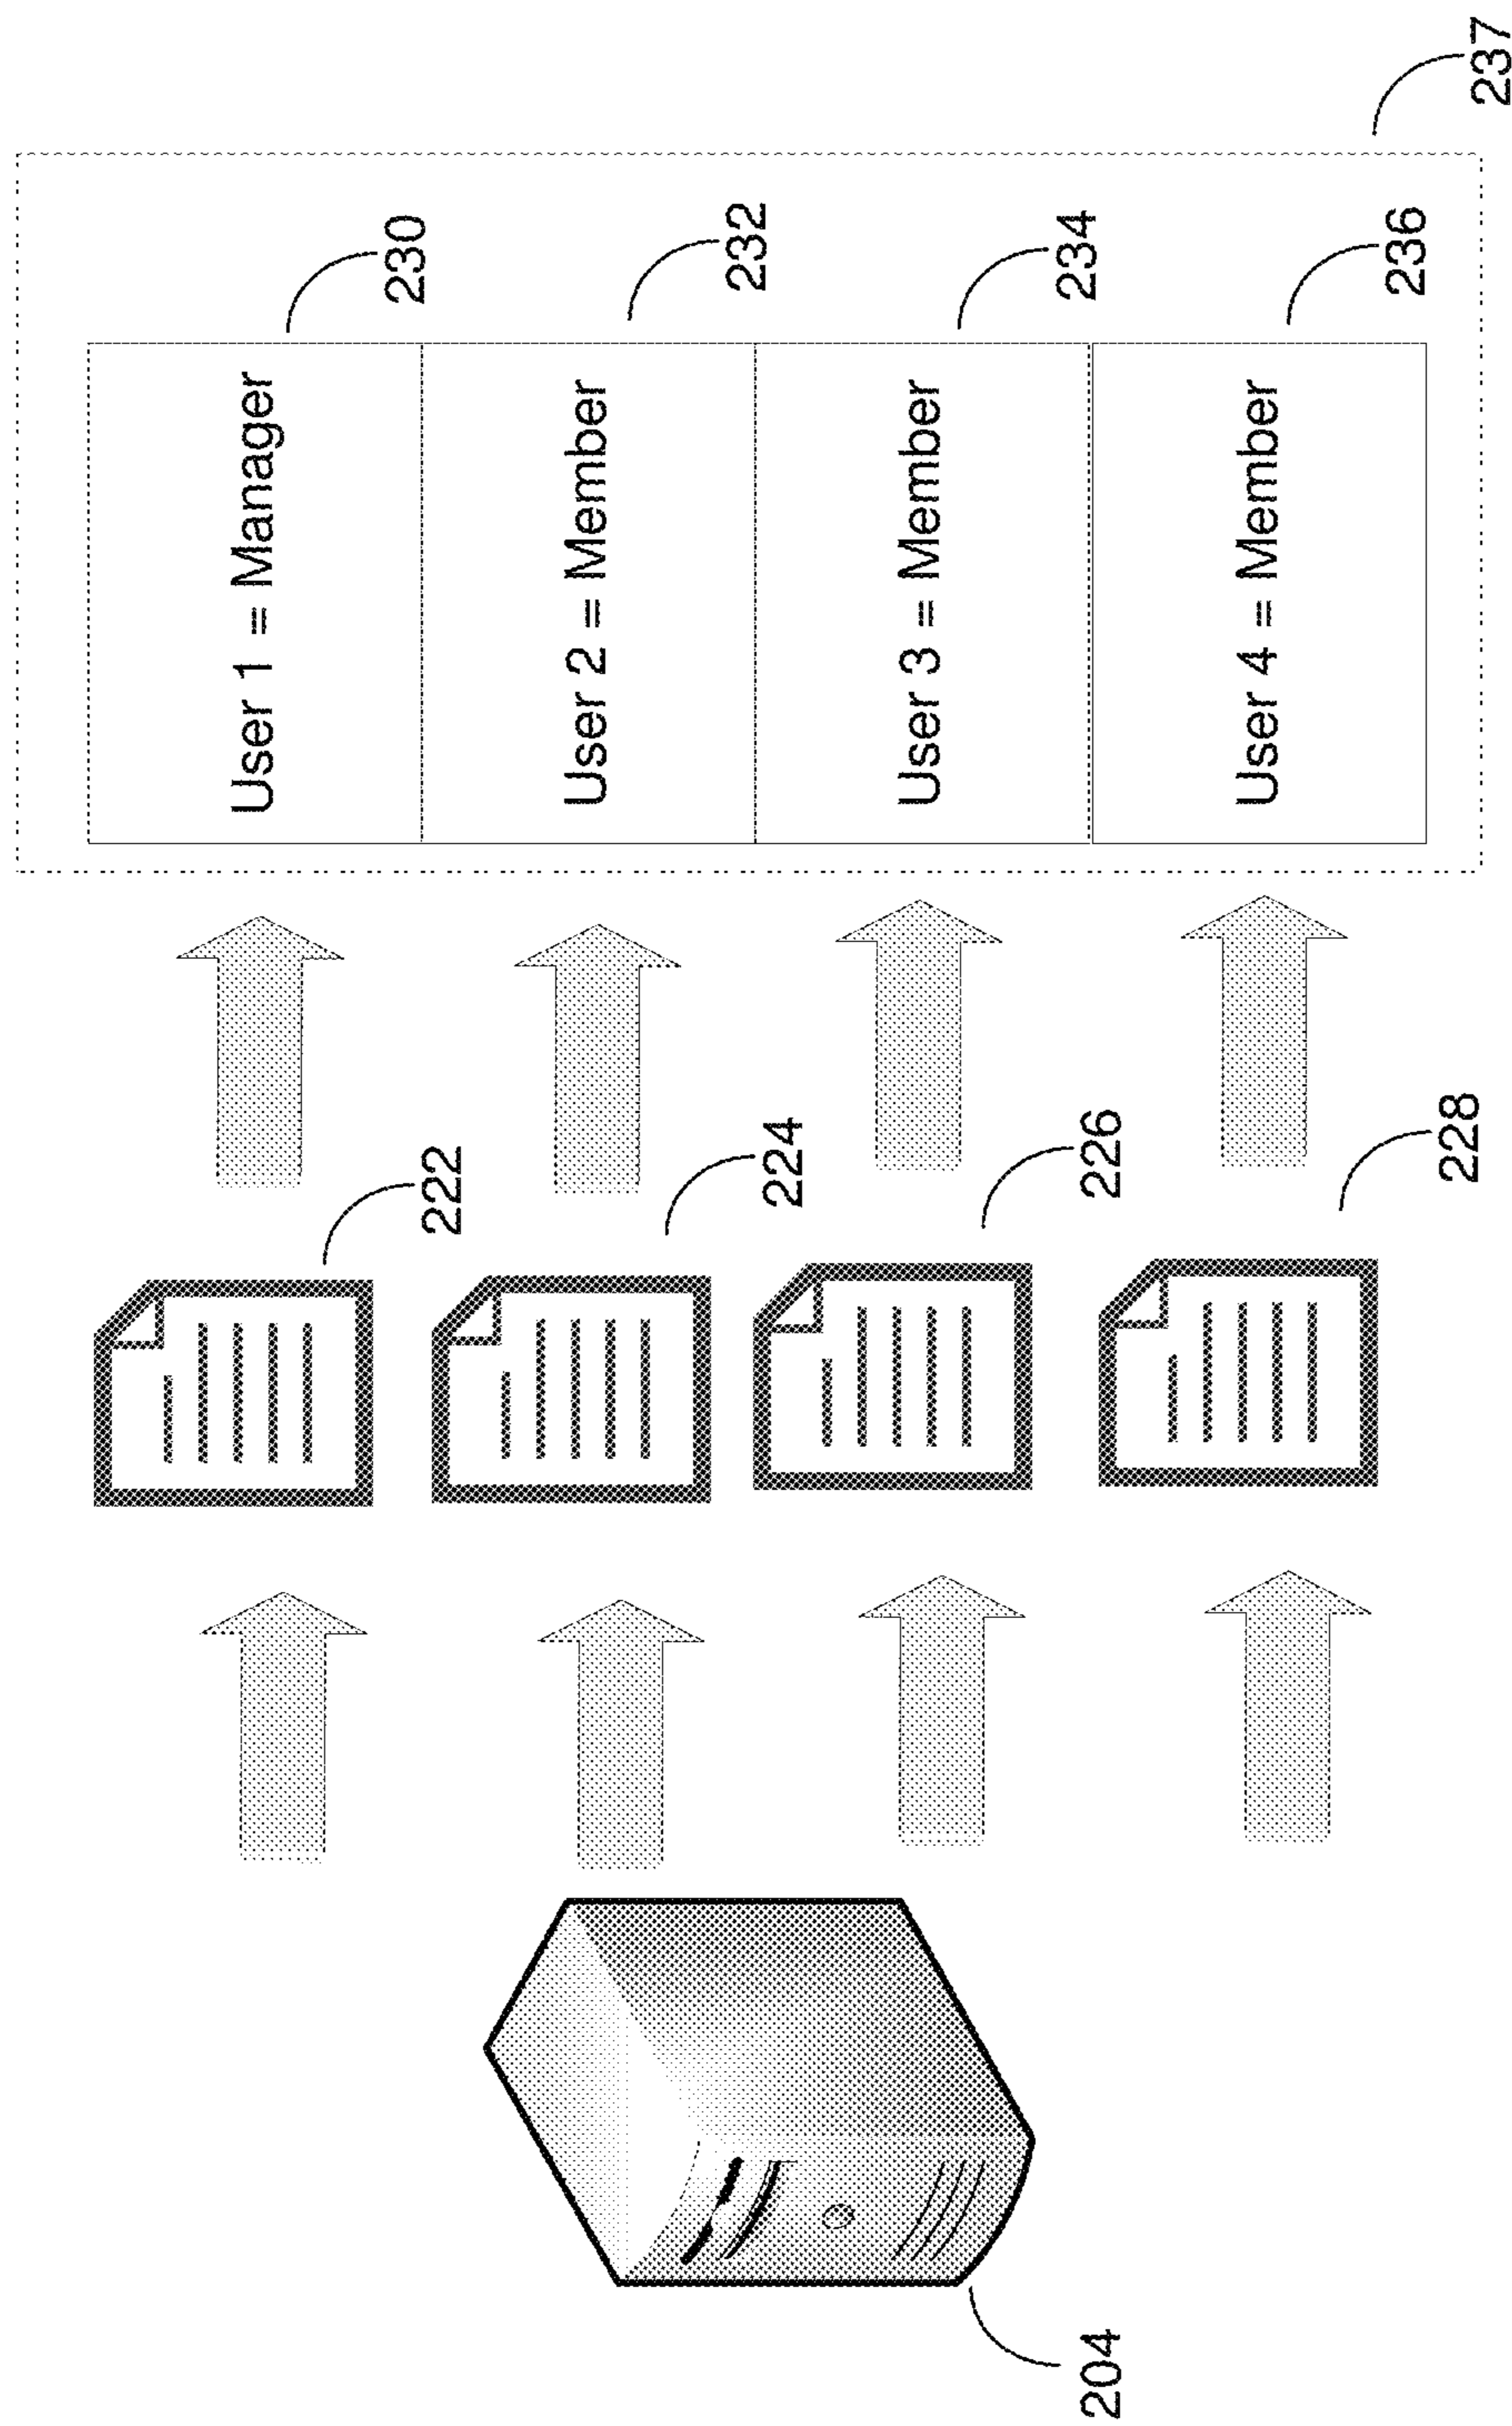 237
User 1 = Manager
230
User 2 = Member
232
User 3 = Member
234
User 4 = Member
236
222
224
226
228
204